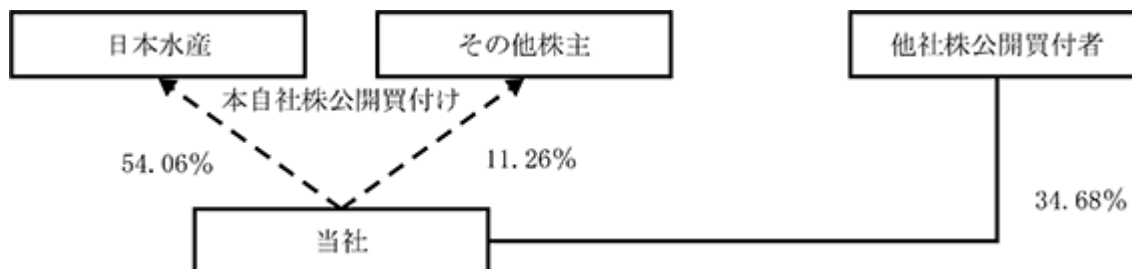 日本水産
その他株主
他社株公開買付者
本自社株公開買付け
54.06%
11.26%
34.68%
当社